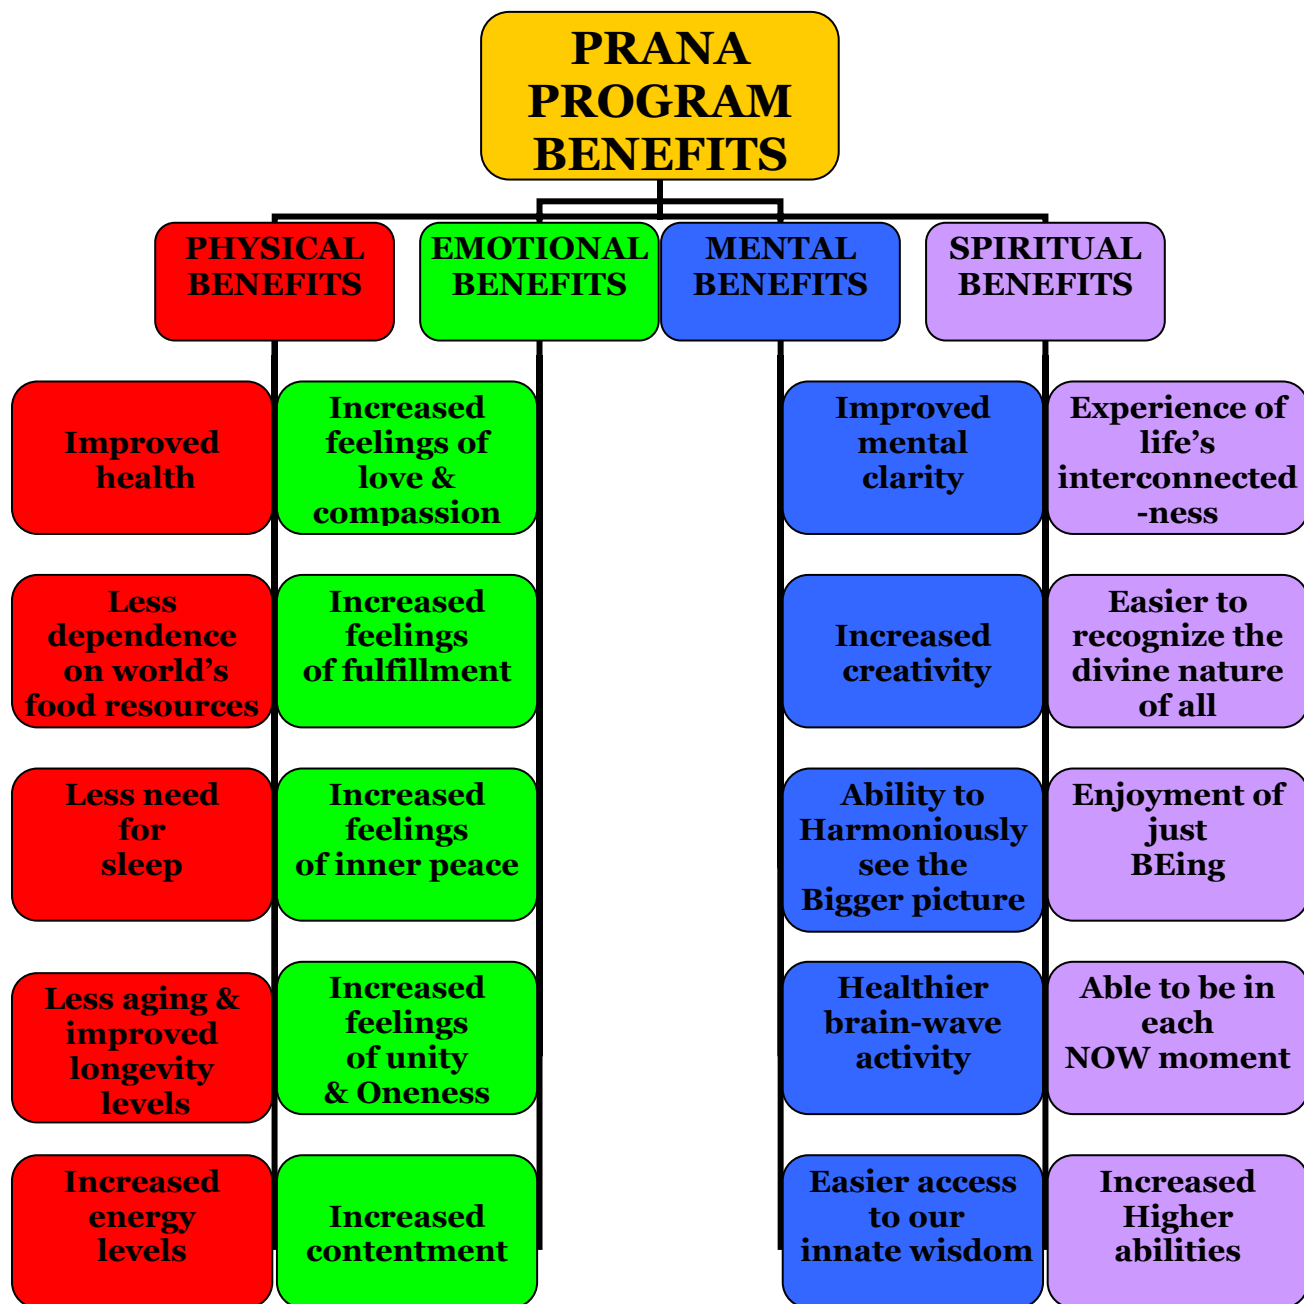 PRANA
PROGRAM
BENEFITS
PHYSICAL
BENEFITS
EMOTIONAL
BENEFITS
MENTAL
BENEFITS
SPIRITUAL
BENEFITS
Improved
health
Less
dependence
on world’s
food resources
Less need
for
sleep
Less aging &
improved
longevity
levels
Increased
energy
levels
Increased
feelings of
love &
compassion
Increased
feelings
of fulfillment
Increased
feelings
of inner peace
Increased
feelings
of unity
& Oneness
Increased
contentment
Improved
mental
clarity
Increased
creativity
Ability to
Harmoniously
see the
Bigger picture
Healthier
brain-wave
activity
Easier access
to our
innate wisdom
Experience of
life’s
interconnected
-ness
Easier to
recognize the
divine nature
of all
Enjoyment of
just
BEing
Able to be in
each
NOW moment
Increased
Higher
abilities